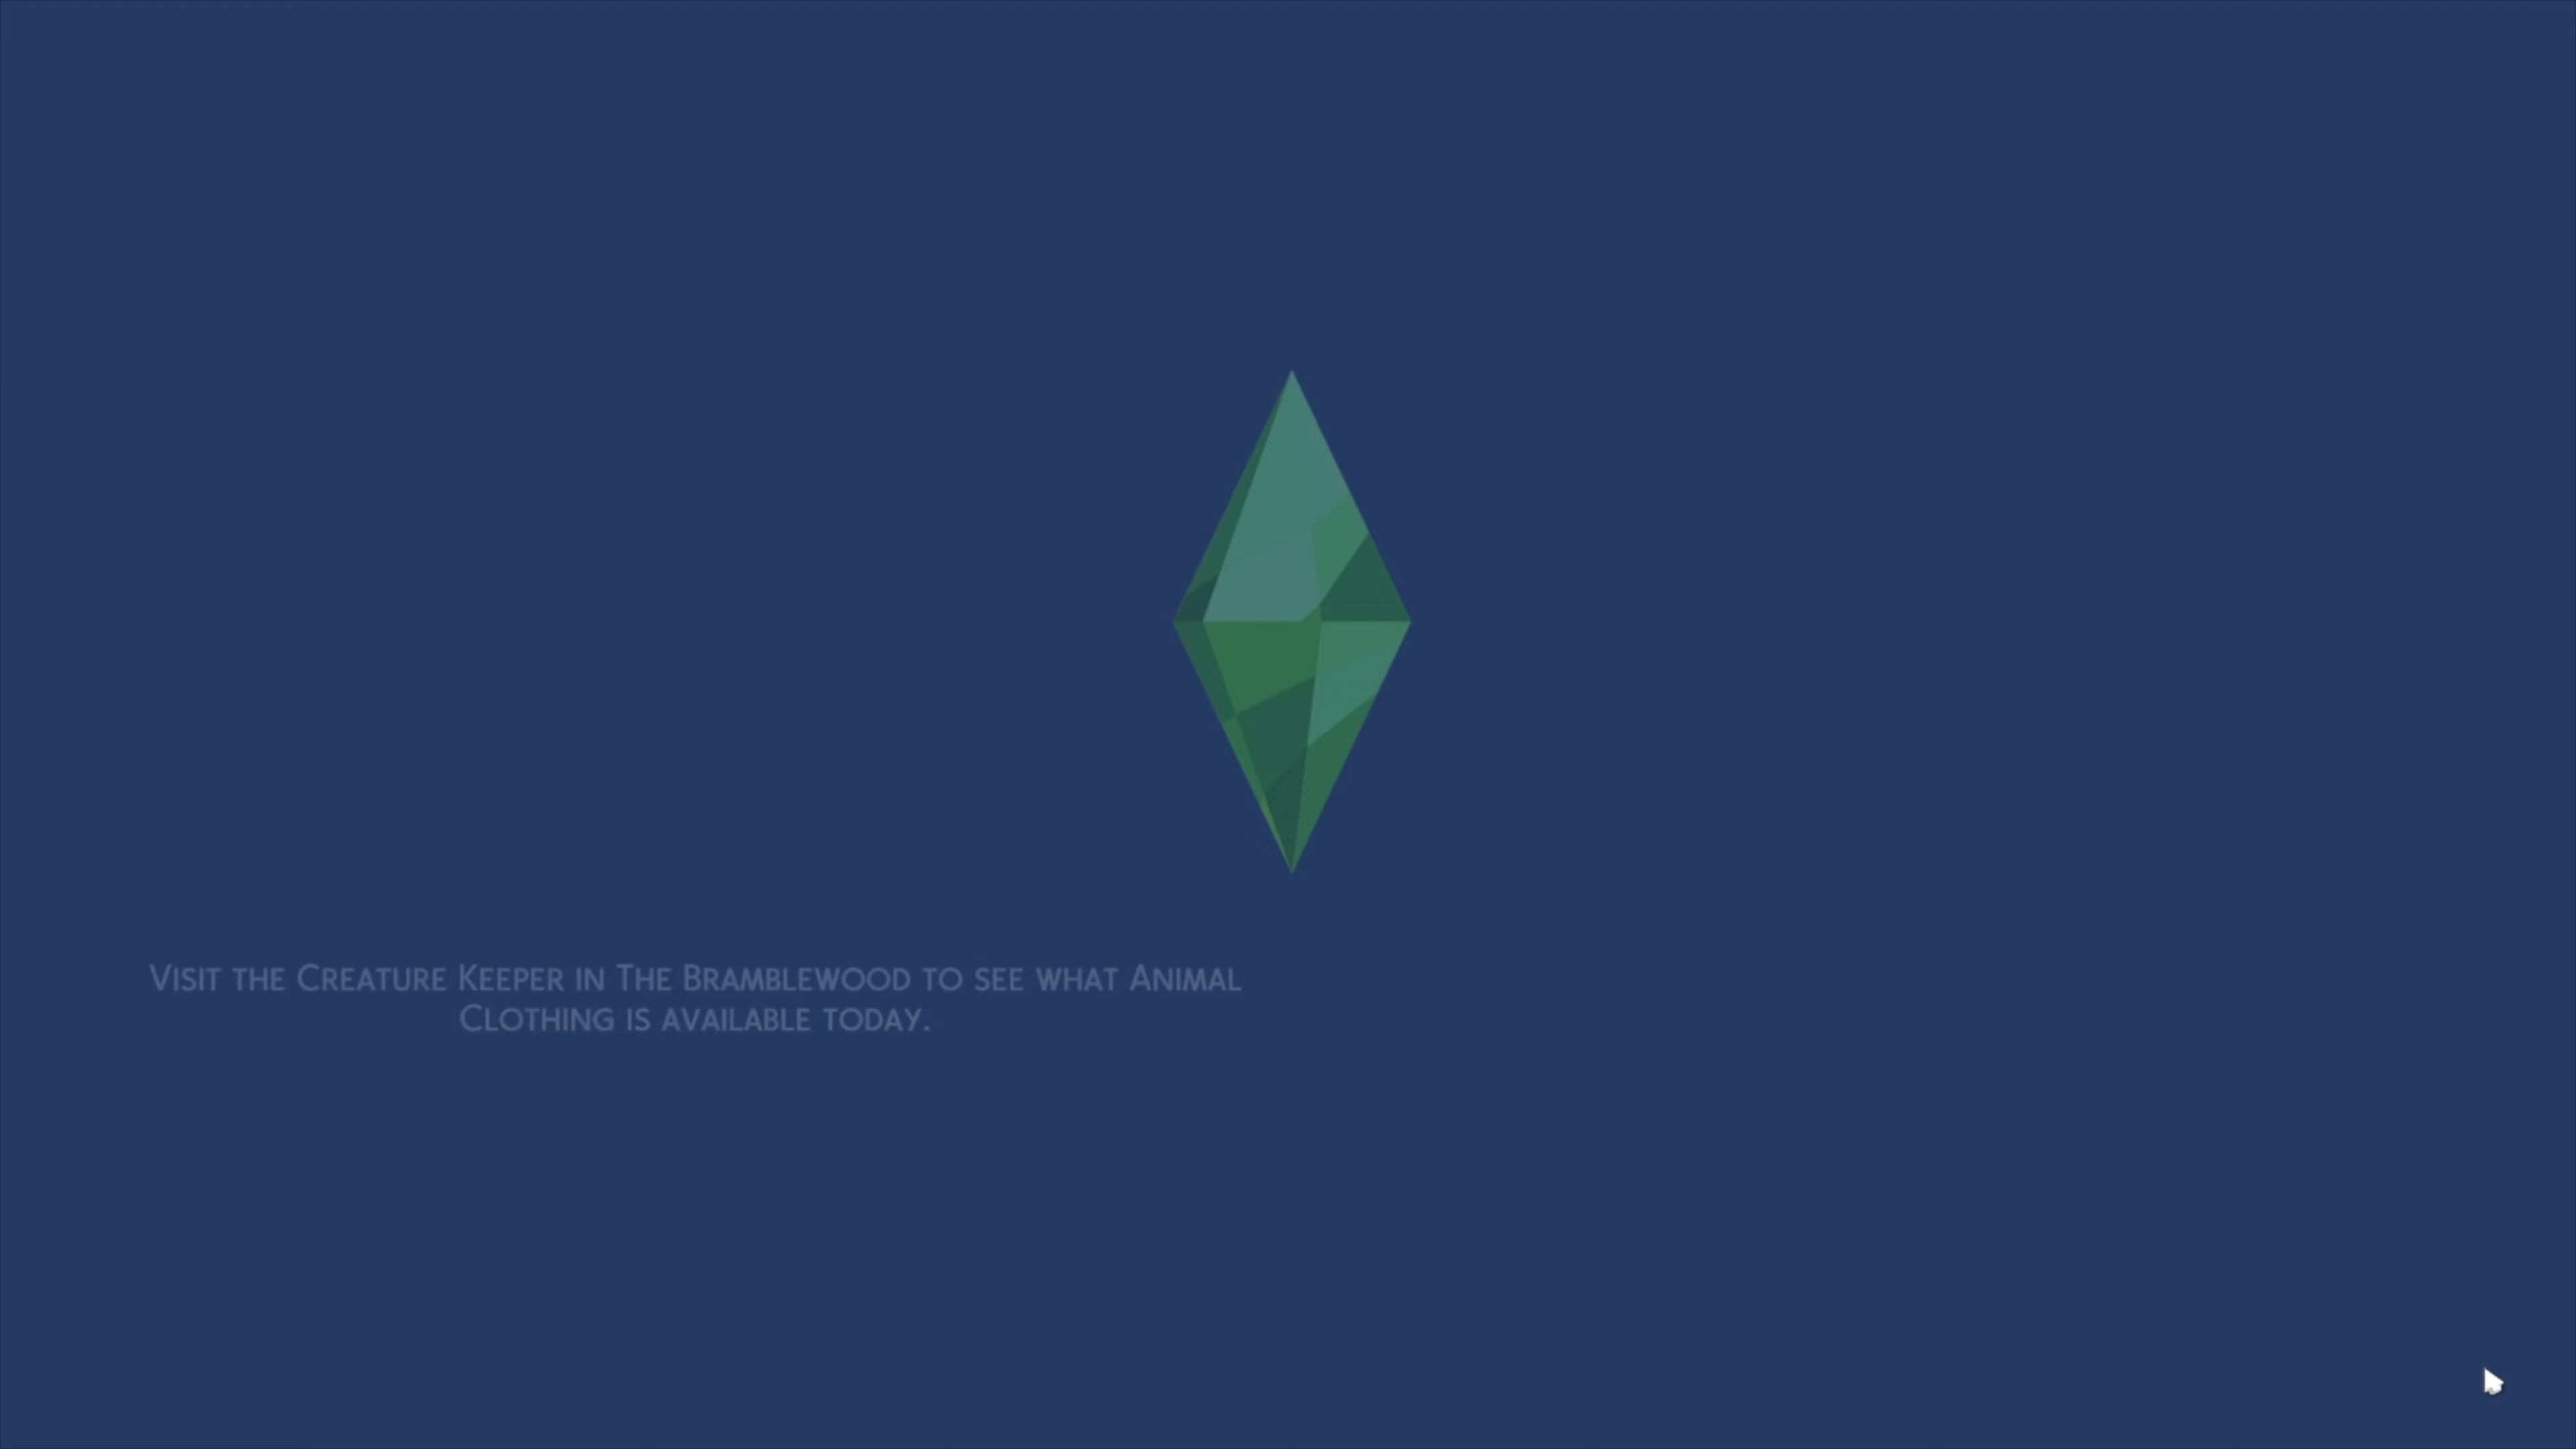 Visit the Creature Keeper in The Bramblewood to see what Animal
Clothing is available today.